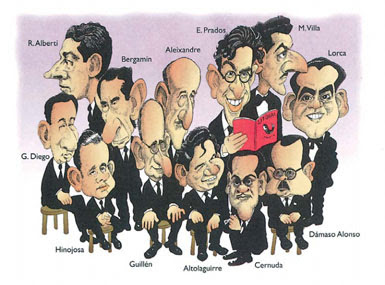 E. Prados
M. Villa
R. Alberti
Aleixandre
Bergamín
Lorca
G. Diego
Dámaso Alonso
Hinojosa
Guillén
Altolaguirre
Cernuda